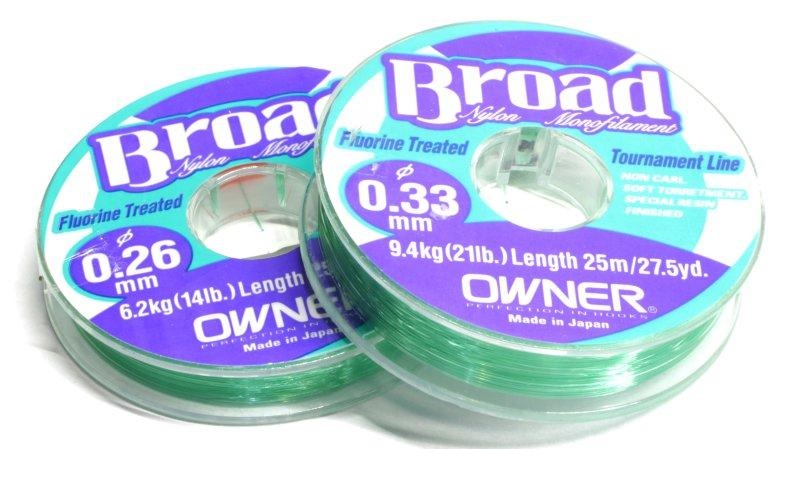 Broad
Nylon Monofilament
Fluorine Treated
Tournament Line
NON CARL.
SOFT TORRETMENT.
SPECIAL RESIN
FINISHED
φ
0.33
mm
9.4kg(21lb.) Length 25m/27.5yd.
OWNER®
PERFECTION IN HOOKS
Made in Japan
Broad
Nylon Monof
Fluorine Treated
φ
0.26
mm
6.2kg(14lb.) Length
OWNER
PERFECTION IN HOOKS
Made in Japan